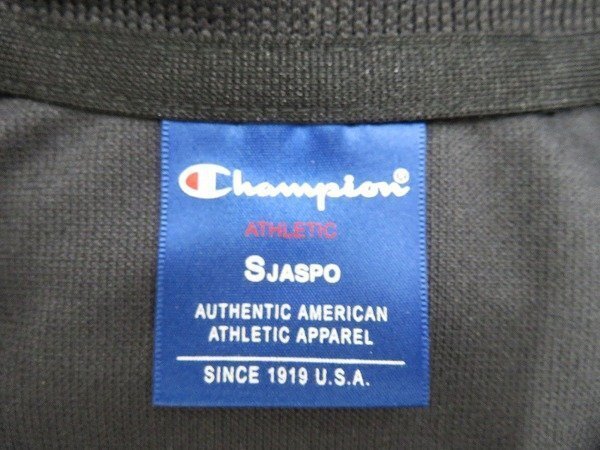 Champion®
ATHLETIC
SJASPO
AUTHENTIC AMERICAN
ATHLETIC APPAREL
SINCE 1919 U.S.A.